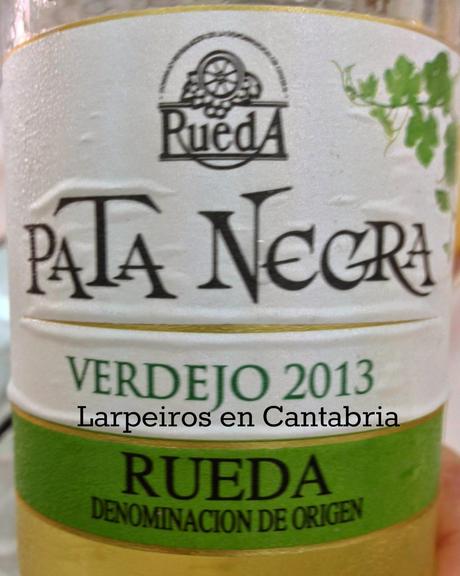 RuedA
PATA NEGRA
VERDEJO 2013
Larpeiros en Cantabria
RUEDA
DENOMINACION DE ORIGEN